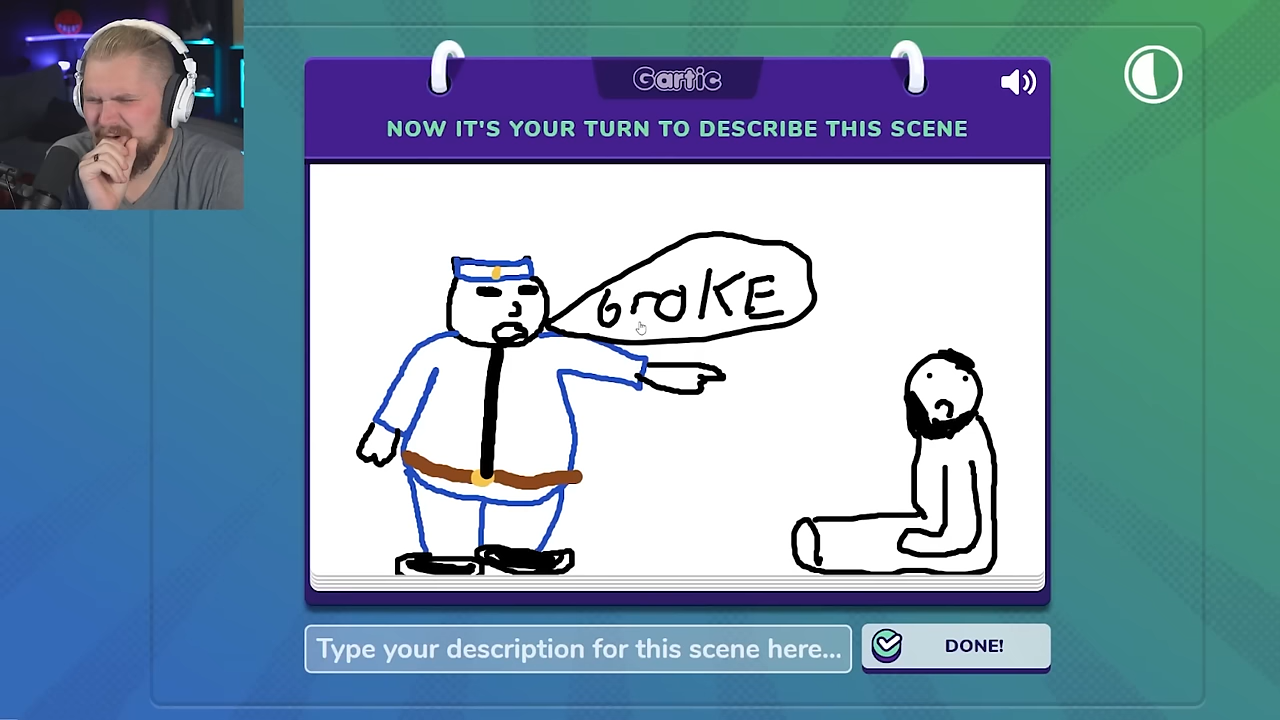 Gartic
NOW IT'S YOUR TURN TO DESCRIBE THIS SCENE
broKE
Type your description for this scene here...
DONE!